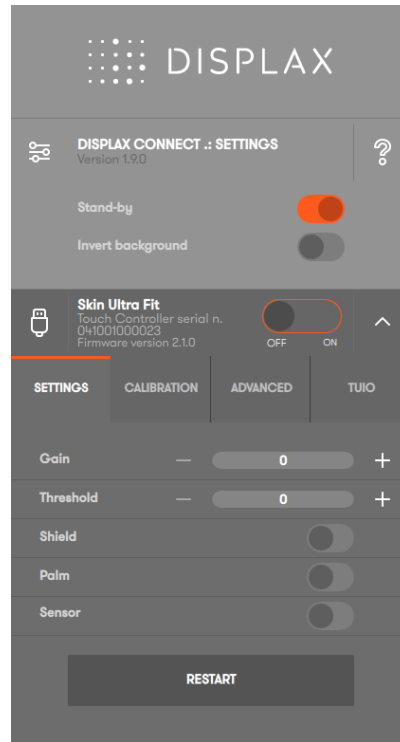 DISPLAX
DISPLAX CONNECT .: SETTINGS
Version 1.9.0
Stand-by
Invert background
Skin Ultra Fit
Touch Controller serial n.
041001000023
Firmware version 2.1.0
OFF ON
SETTINGS CALIBRATION ADVANCED TUIO
Gain — 0 +
Threshold — 0 +
Shield
Palm
Sensor
RESTART